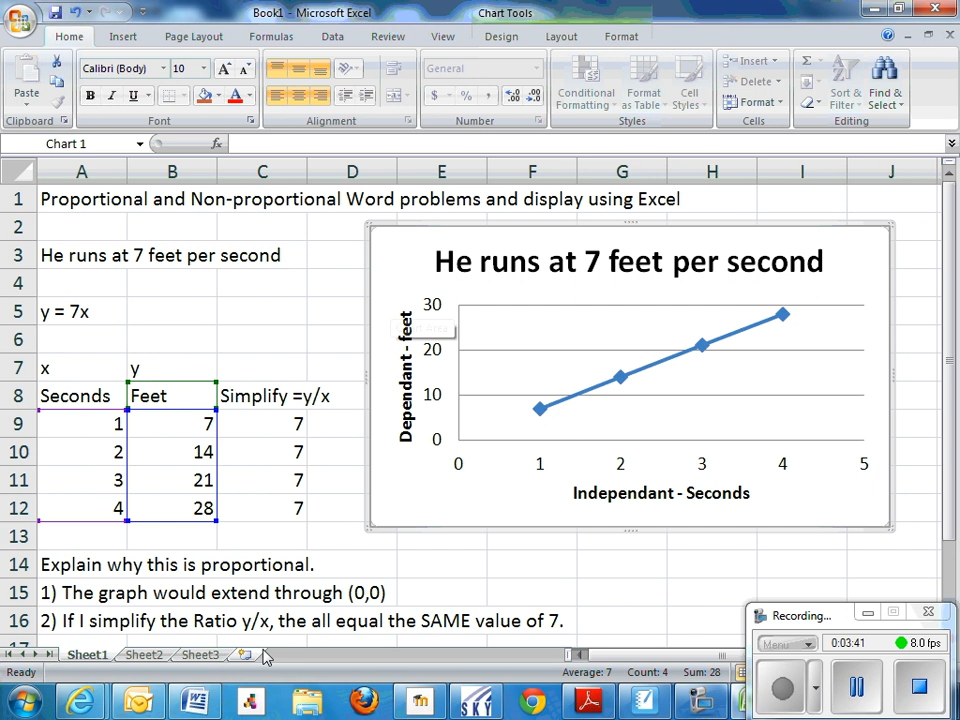 Book1 - Microsoft Excel
Chart Tools
Home Insert Page Layout Formulas Data Review View Design Layout Format
Calibri (Body) 10 A A General Insert Σ
Paste B I U A $ % , .00 .0 Conditional Formatting Format as Table Cell Styles Delete Format Sort & Filter Find & Select
Clipboard Font Alignment Number Styles Cells Editing
Chart 1 fx
A B C D E F G H I J
1 Proportional and Non-proportional Word problems and display using Excel
2
3 He runs at 7 feet per second
4
5 y = 7x
6
7 x y
8 Seconds Feet Simplify =y/x
9 1 7 7
10 2 14 7
11 3 21 7
12 4 28 7
13
14 Explain why this is proportional.
15 1) The graph would extend through (0,0)
16 2) If I simplify the Ratio y/x, the all equal the SAME value of 7.
17
He runs at 7 feet per second
Dependant - feet
30
20
10
0
0 1 2 3 4 5
Independant - Seconds
Recording...
Menu 0:03:41 8.0 fps
Sheet1 Sheet2 Sheet3
Ready Average: 7 Count: 4 Sum: 28
W m SKY